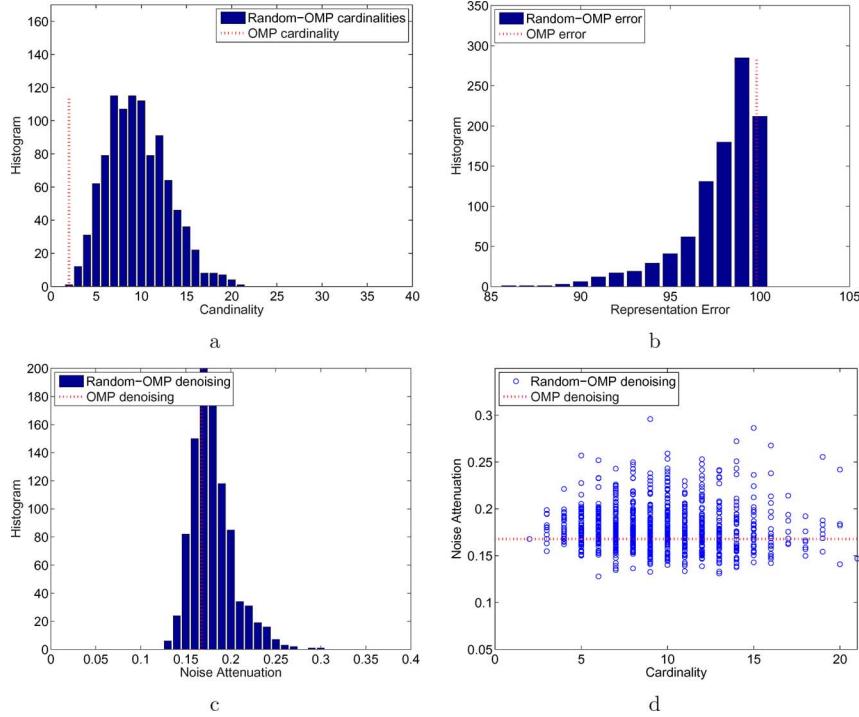 Random-OMP cardinalities
OMP cardinality
160
140
120
100
80
60
40
20
0
Histogram
0 5 10 15 20 25 30 35 40
Candinality
a
Random-OMP error
OMP error
350
300
250
200
150
100
50
0
Histogram
85 90 95 100 105
Representation Error
b
Random-OMP denoising
OMP denoising
200
180
160
140
120
100
80
60
40
20
0
Histogram
0 0.05 0.1 0.15 0.2 0.25 0.3 0.35 0.4
Noise Attenuation
c
Random-OMP denoising
OMP denoising
0.3
0.25
0.2
0.15
0.1
0.05
Noise Attenuation
0 5 10 15 20
Cardinality
d